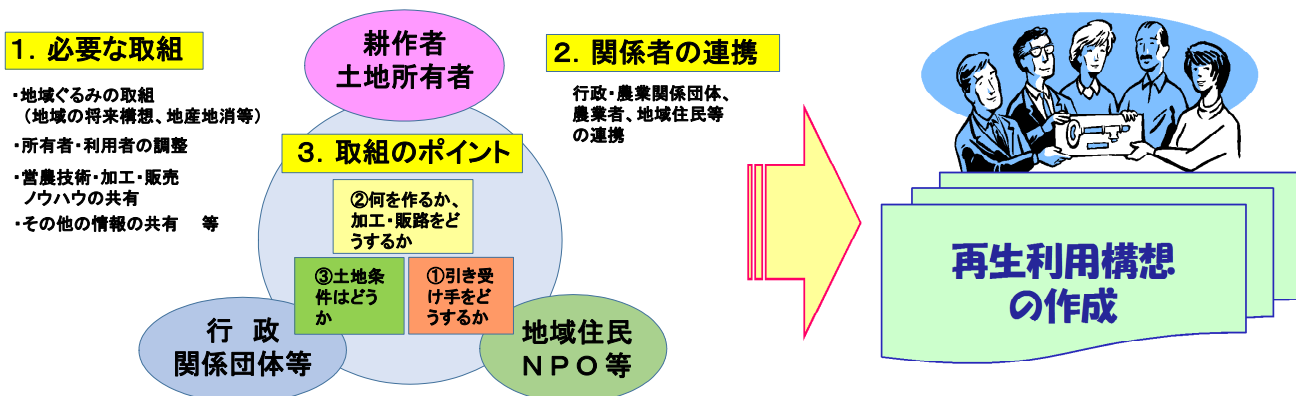 1．必要な取組
・地域ぐるみの取組
（地域の将来構想、地産地消等）
・所有者・利用者の調整
・営農技術・加工・販売
ノウハウの共有
・その他の情報の共有　等
耕作者
土地所有者
2．関係者の連携
行政・農業関係団体、
農業者、地域住民等
の連携
3．取組のポイント
②何を作るか、
加工・販路をど
うするか
③土地条
件はどう
か
①引き受
け手をど
うするか
行　政
関係団体等
地域住民
ＮＰＯ等
再生利用構想
の作成